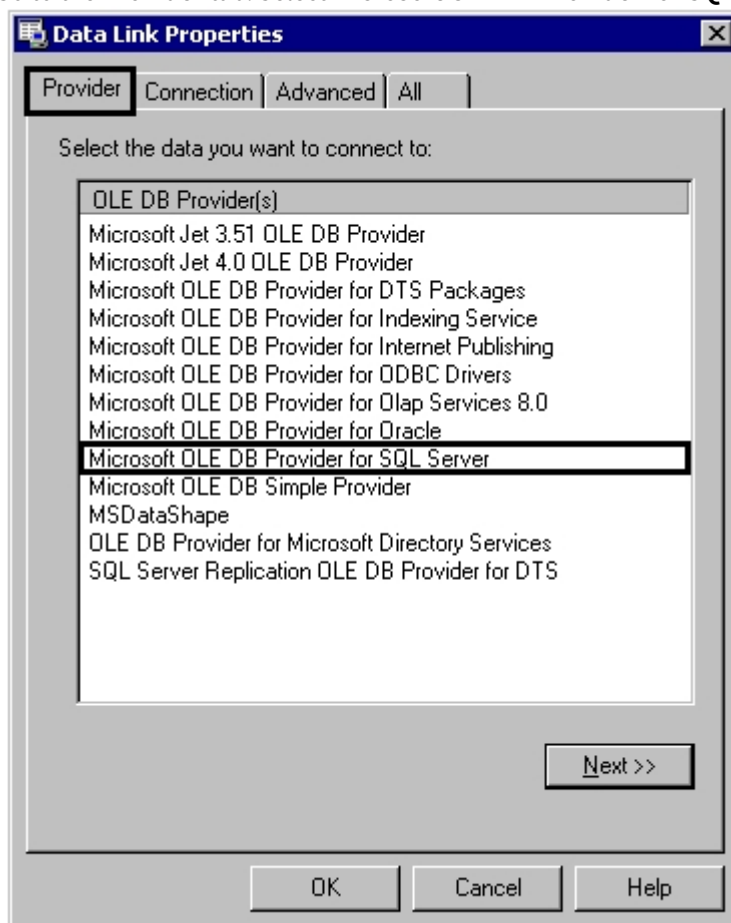 Data Link Properties
Provider Connection Advanced All
Select the data you want to connect to:
OLE DB Provider(s)
Microsoft Jet 3.51 OLE DB Provider
Microsoft Jet 4.0 OLE DB Provider
Microsoft OLE DB Provider for DTS Packages
Microsoft OLE DB Provider for Indexing Service
Microsoft OLE DB Provider for Internet Publishing
Microsoft OLE DB Provider for ODBC Drivers
Microsoft OLE DB Provider for Olap Services 8.0
Microsoft OLE DB Provider for Oracle
Microsoft OLE DB Provider for SQL Server
Microsoft OLE DB Simple Provider
MSDataShape
OLE DB Provider for Microsoft Directory Services
SQL Server Replication OLE DB Provider for DTS
Next >>
OK Cancel Help